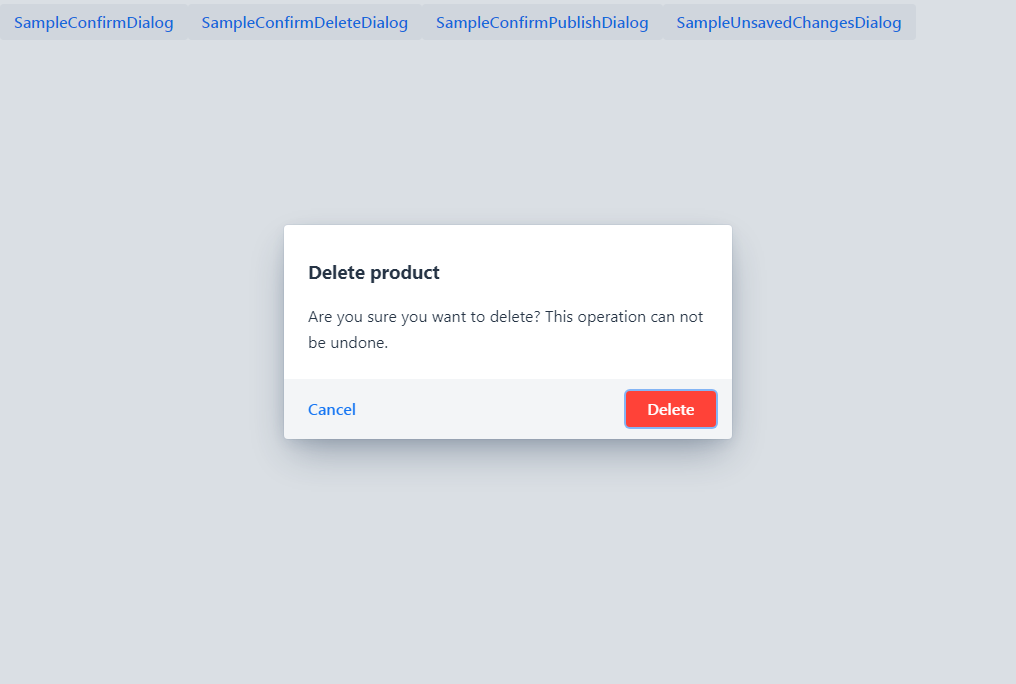 SampleConfirmDialog SampleConfirmDeleteDialog SampleConfirmPublishDialog SampleUnsavedChangesDialog
Delete product
Are you sure you want to delete? This operation can not
be undone.
Cancel Delete